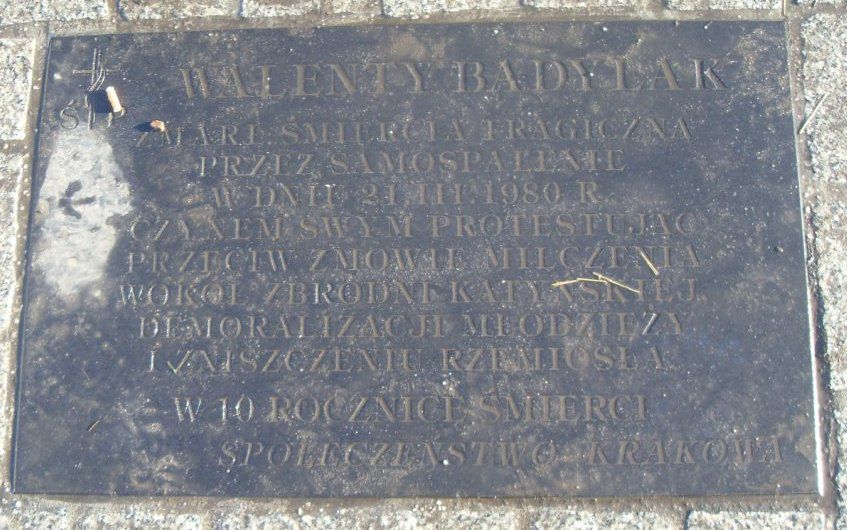 WALENTY BADYLAK
Ś P
ZMARŁ ŚMIERCIĄ TRAGICZNĄ
PRZEZ SAMOSPALENIE
W DNIU 21.III.1980 R.
CZYNEM SWYM PROTESTUJĄC
PRZECIW ZMOWIE MILCZENIA
WOKÓŁ ZBRODNI KATYŃSKIEJ,
DEMORALIZACJI MŁODZIEŻY
I ZNISZCZENIU RZEMIOSŁA.
W 10 ROCZNICĘ ŚMIERCI
SPOŁECZEŃSTWO KRAKOWA